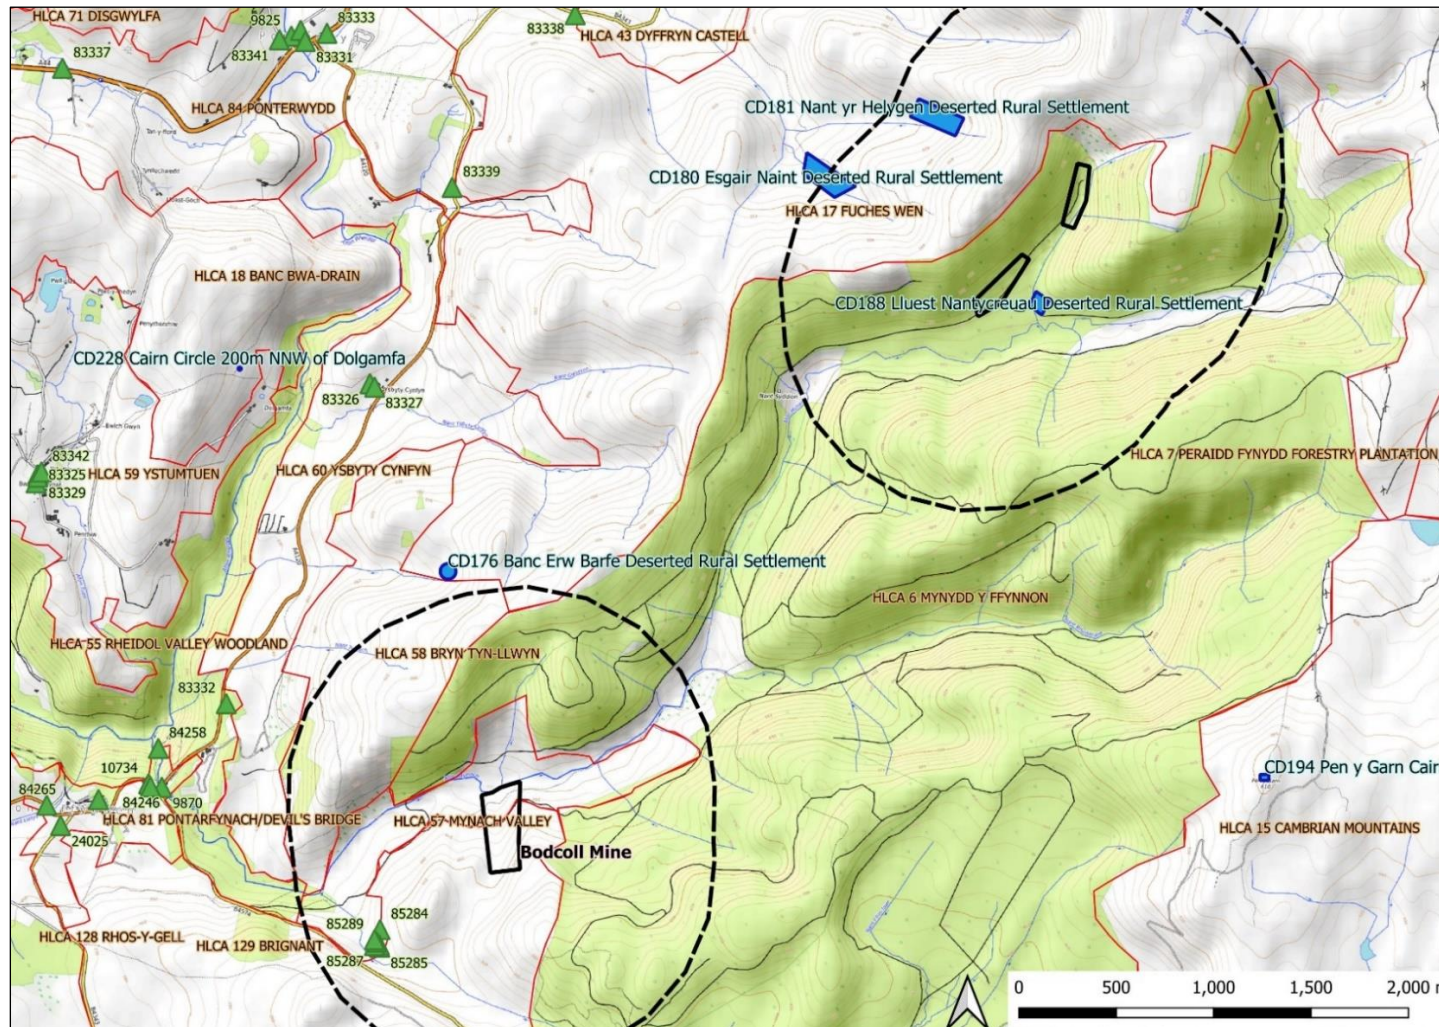 HLCA 71 DISGWYLFA
9825
83333
83338
HLCA 43 DYFFRYN CASTELL
83337
83341
83331
A44
HLCA 84 PONTERWYDD
CD181 Nant yr Helygen Deserted Rural Settlement
83339
CD180 Esgair Naint Deserted Rural Settlement
HLCA 17 FUCHES WEN
HLCA 18 BANC BWA-DRAIN
CD188 Lluest Nantycreuau Deserted Rural Settlement
CD228 Cairn Circle 200m NNW of Dolgamfa
83326
83327
Ysbyty Cynfyn
Dolgamfa
Bwlch Gwyn
83342
83325
HLCA 59 YSTUMTUEN
83329
HLCA 60 YSBYTY CYNFYN
HLCA 7 PERAIDD FYNYDD FORESTRY PLANTATION
CD176 Banc Erw Barfe Deserted Rural Settlement
HLCA 6 MYNYDD Y FFYNNON
HLCA 55 RHEIDOL VALLEY WOODLAND
HLCA 58 BRYN TYN-LLWYN
83332
84258
10734
84265
84246
9870
CD194 Pen y Garn Cair
HLCA 81 PONTARFYNACH/DEVIL'S BRIDGE
HLCA 57 MYNACH VALLEY
HLCA 15 CAMBRIAN MOUNTAINS
24025
Bodcoll Mine
85284
85289
HLCA 128 RHOS-Y-GELL
HLCA 129 BRIGNANT
85287
85285
0 500 1,000 1,500 2,000